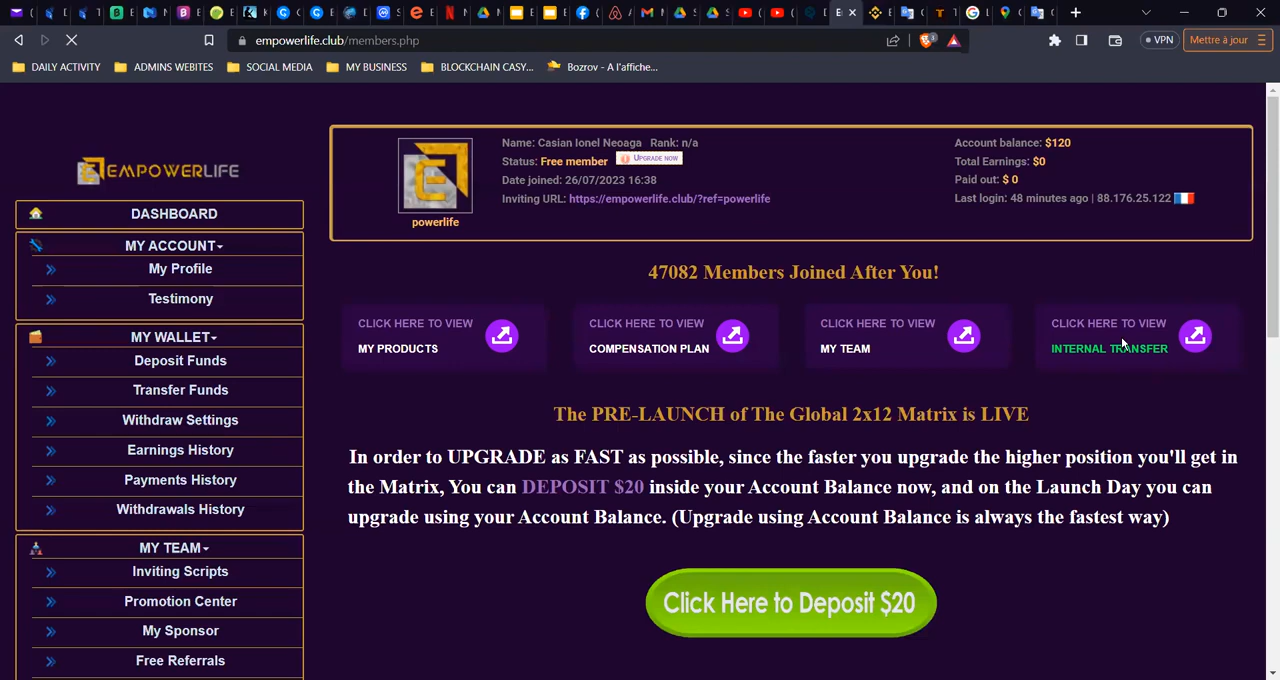 empowerlife.club/members.php
VPN
Mettre à jour
DAILY ACTIVITY
ADMINS WEBITES
SOCIAL MEDIA
MY BUSINESS
BLOCKCHAIN CASY...
Bozrov - A l'affiche...
EMPOWERLIFE
DASHBOARD
MY ACCOUNT
My Profile
Testimony
MY WALLET
Deposit Funds
Transfer Funds
Withdraw Settings
Earnings History
Payments History
Withdrawals History
MY TEAM
Inviting Scripts
Promotion Center
My Sponsor
Free Referrals
powerlife
Name: Casian Ionel Neoaga Rank: n/a
Status: Free member UPGRADE NOW
Date joined: 26/07/2023 16:38
Inviting URL: https://empowerlife.club/?ref=powerlife
Account balance: $120
Total Earnings: $0
Paid out: $ 0
Last login: 48 minutes ago | 88.176.25.122
47082 Members Joined After You!
CLICK HERE TO VIEW
MY PRODUCTS
CLICK HERE TO VIEW
COMPENSATION PLAN
CLICK HERE TO VIEW
MY TEAM
CLICK HERE TO VIEW
INTERNAL TRANSFER
The PRE-LAUNCH of The Global 2x12 Matrix is LIVE
In order to UPGRADE as FAST as possible, since the faster you upgrade the higher position you'll get in
the Matrix, You can DEPOSIT $20 inside your Account Balance now, and on the Launch Day you can
upgrade using your Account Balance. (Upgrade using Account Balance is always the fastest way)
Click Here to Deposit $20